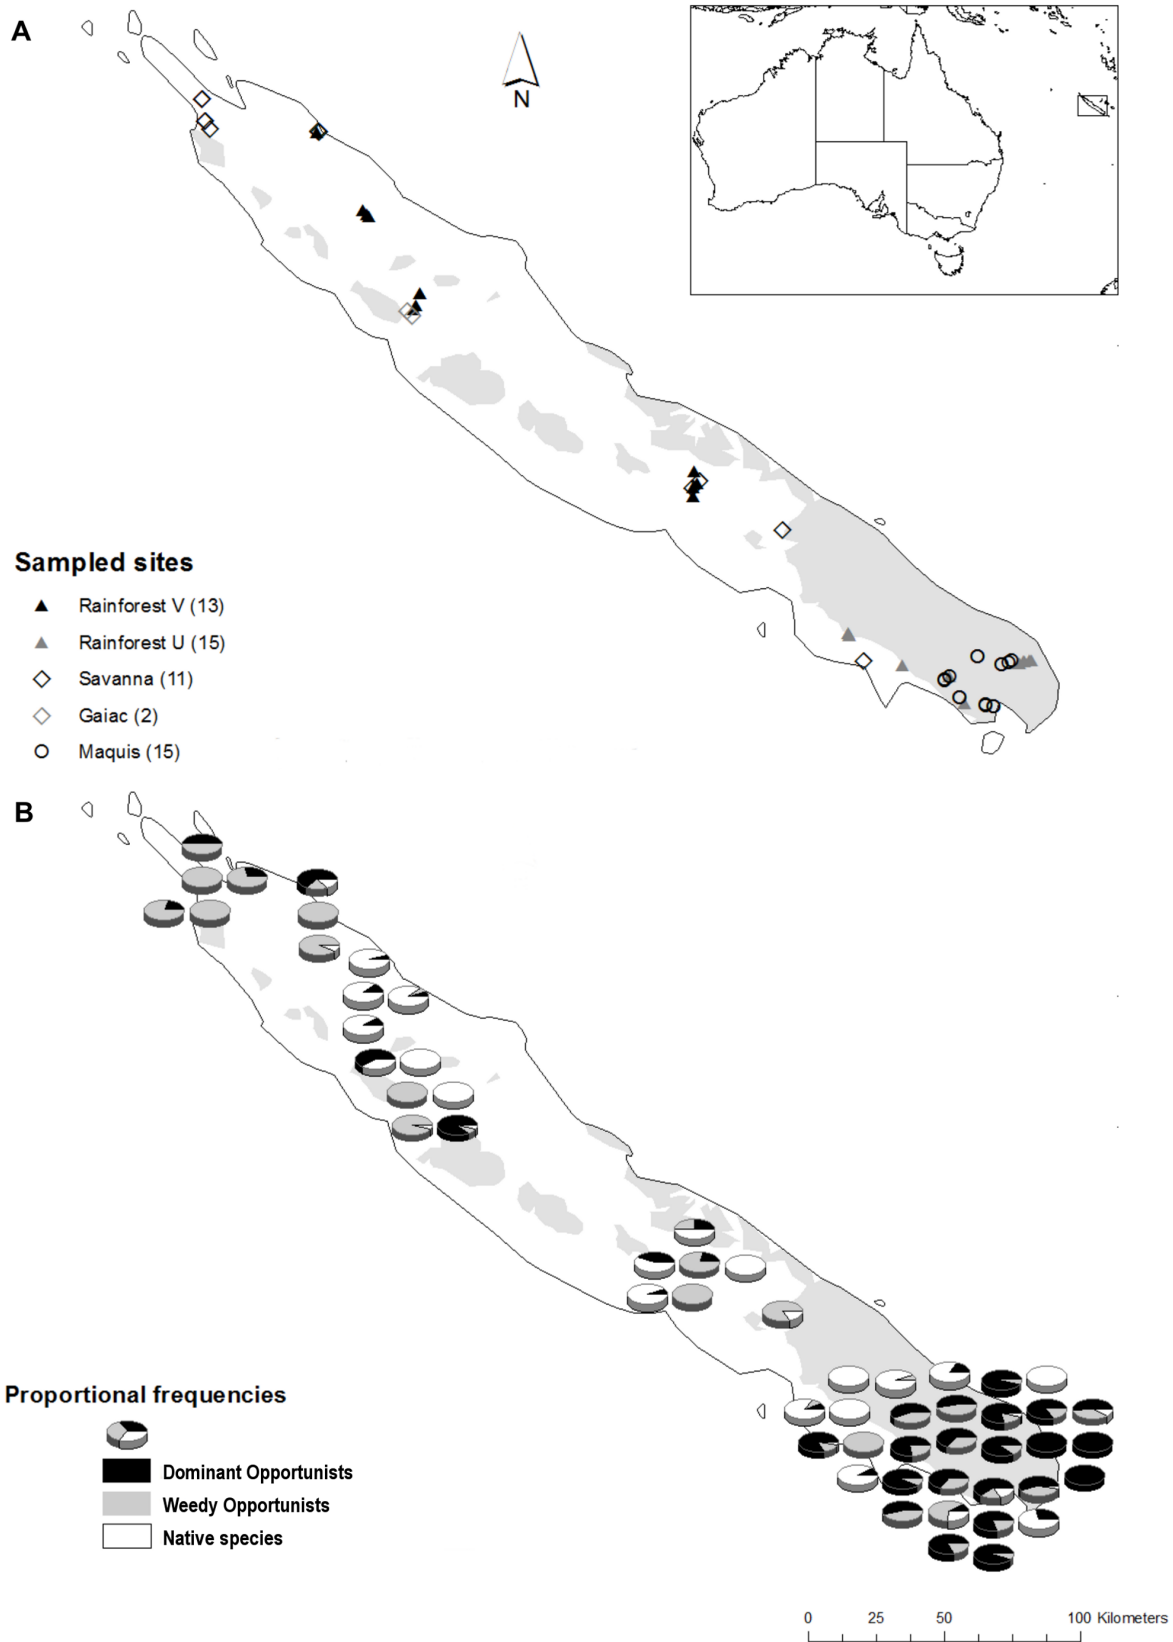 A
N
Sampled sites
Rainforest V (13)
Rainforest U (15)
Savanna (11)
Gaiac (2)
Maquis (15)
B
Proportional frequencies
Dominant Opportunists
Weedy Opportunists
Native species
0 25 50 100 Kilometers